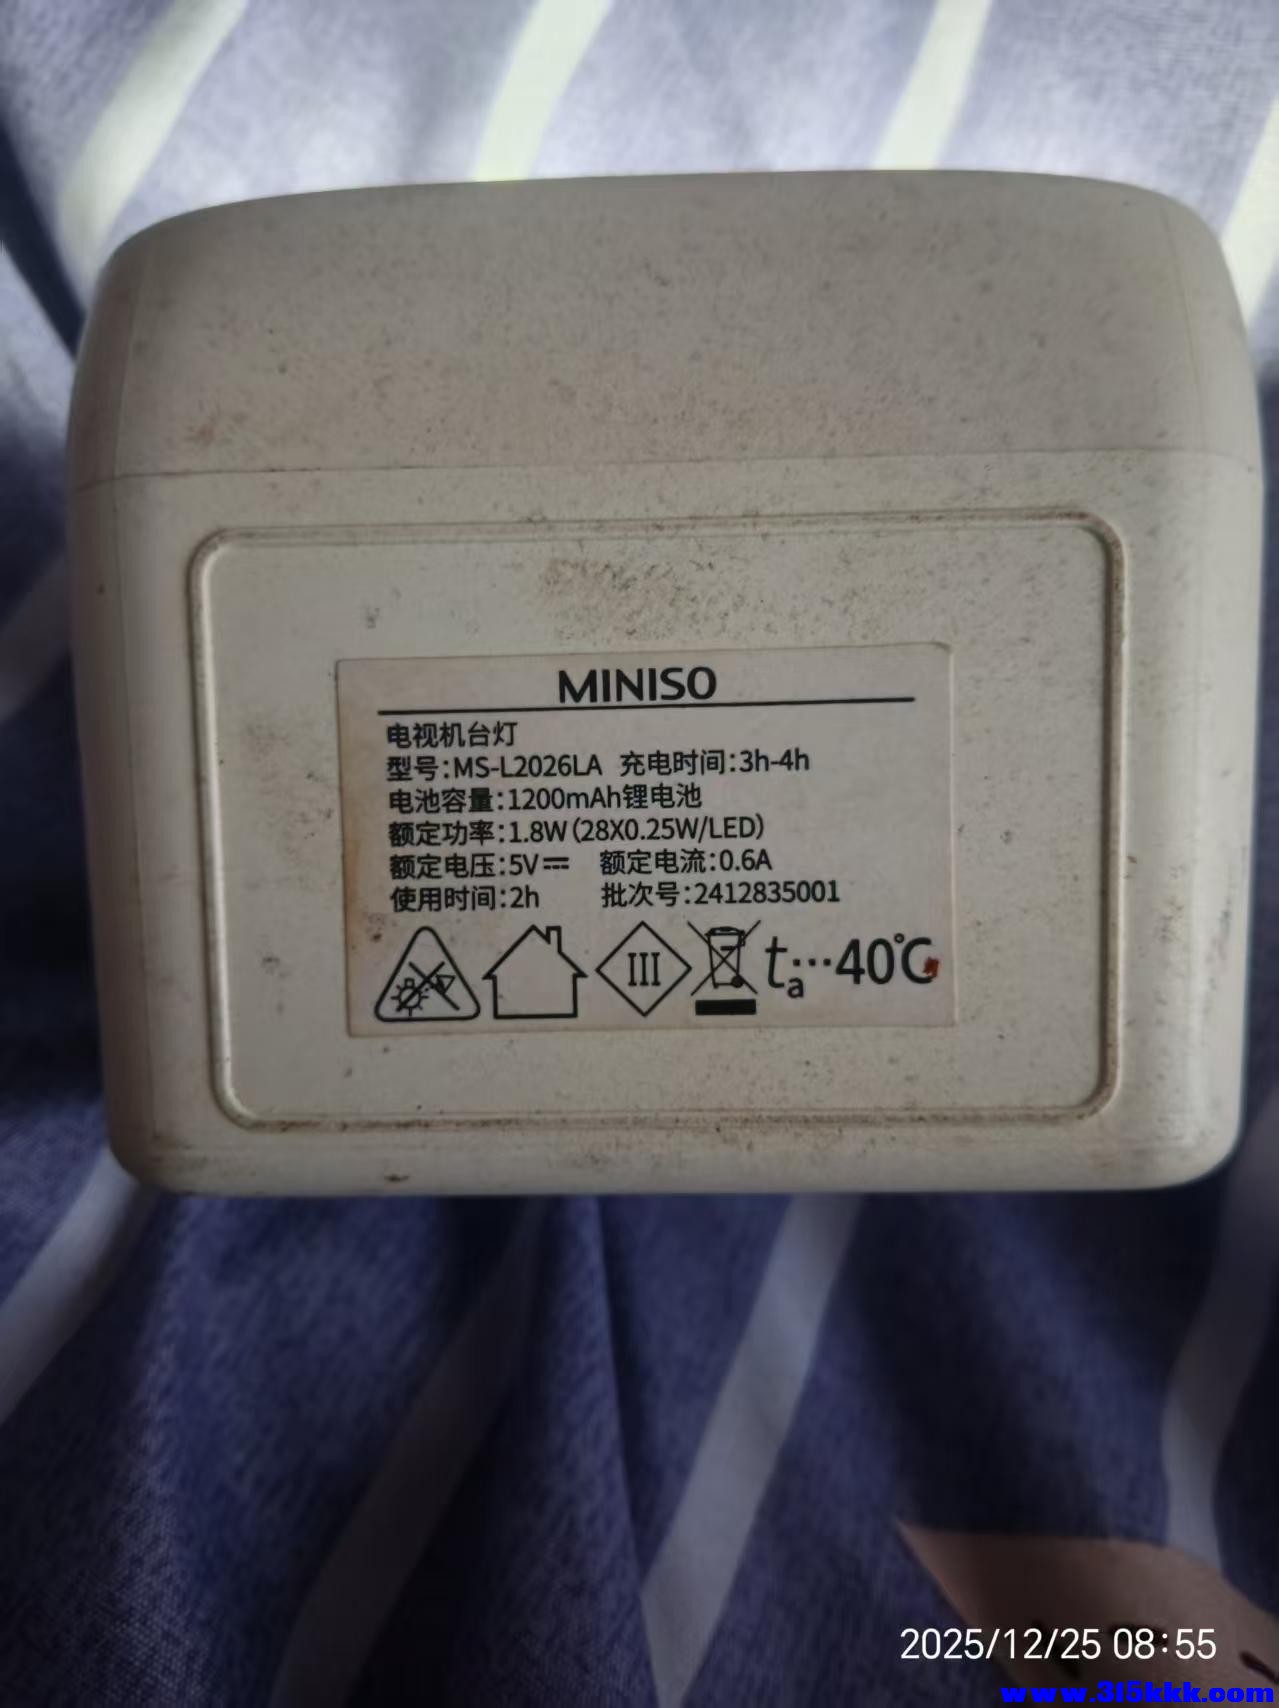 MINISO
电视机台灯
型号:MS-L2026LA 充电时间:3h-4h
电池容量:1200mAh锂电池
额定功率:1.8W(28X0.25W/LED)
额定电压:5V⎓ 额定电流:0.6A
使用时间:2h 批次号:2412835001
III ta…40℃
2025/12/25 08:55
www.315kkk.com